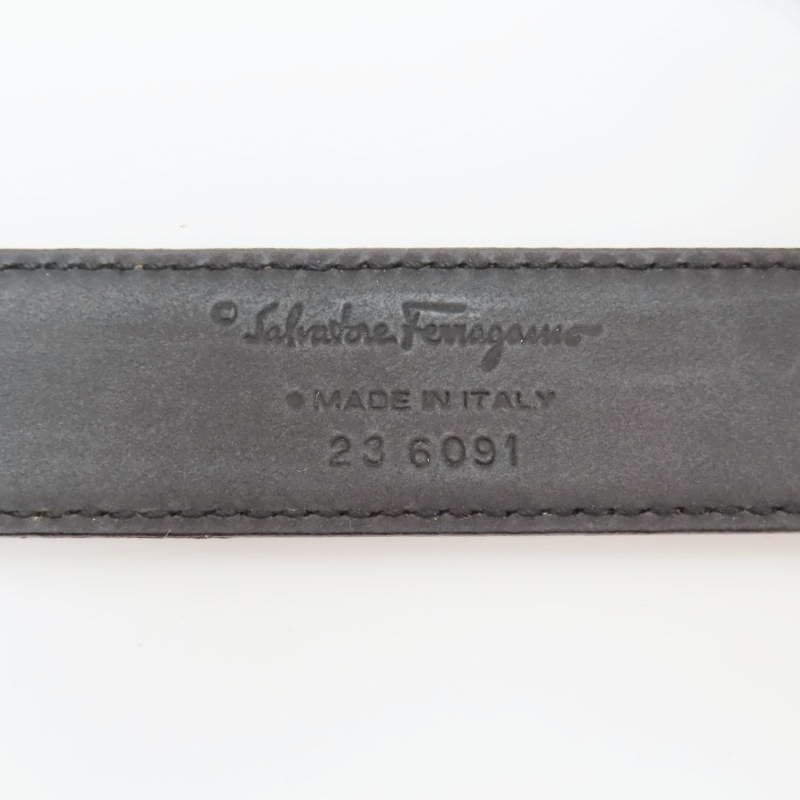 © Salvatore Ferragamo
● MADE IN ITALY
23 6091